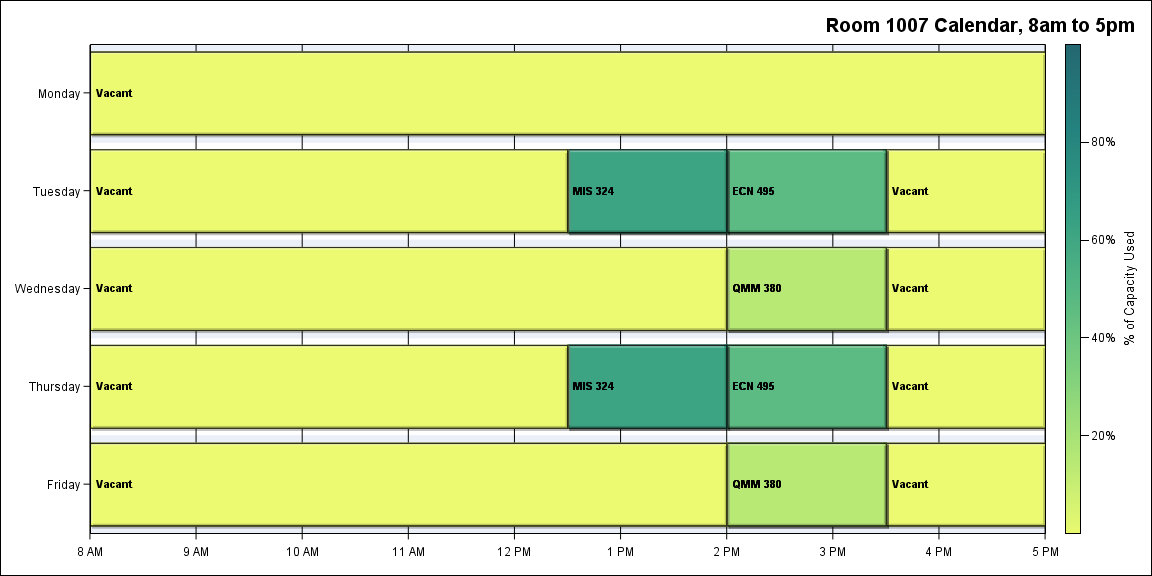 Room 1007 Calendar, 8am to 5pm
Monday
Vacant
Tuesday
Vacant
MIS 324
ECN 495
Vacant
Wednesday
Vacant
QMM 380
Vacant
Thursday
Vacant
MIS 324
ECN 495
Vacant
Friday
Vacant
QMM 380
Vacant
8 AM
9 AM
10 AM
11 AM
12 PM
1 PM
2 PM
3 PM
4 PM
5 PM
80%
60%
40%
20%
% of Capacity Used